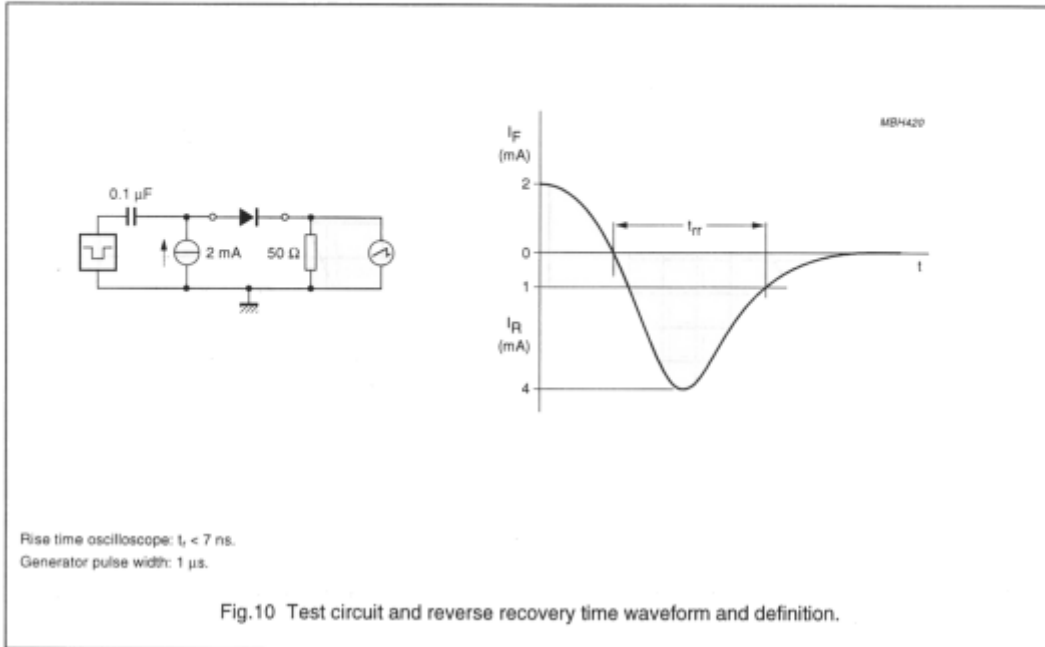 MBH420
I_F
(mA)
2
0
1
I_R
(mA)
4
t_rr
t
0.1 µF
2 mA
50 Ω
Rise time oscilloscope: t_r < 7 ns.
Generator pulse width: 1 µs.
Fig.10 Test circuit and reverse recovery time waveform and definition.